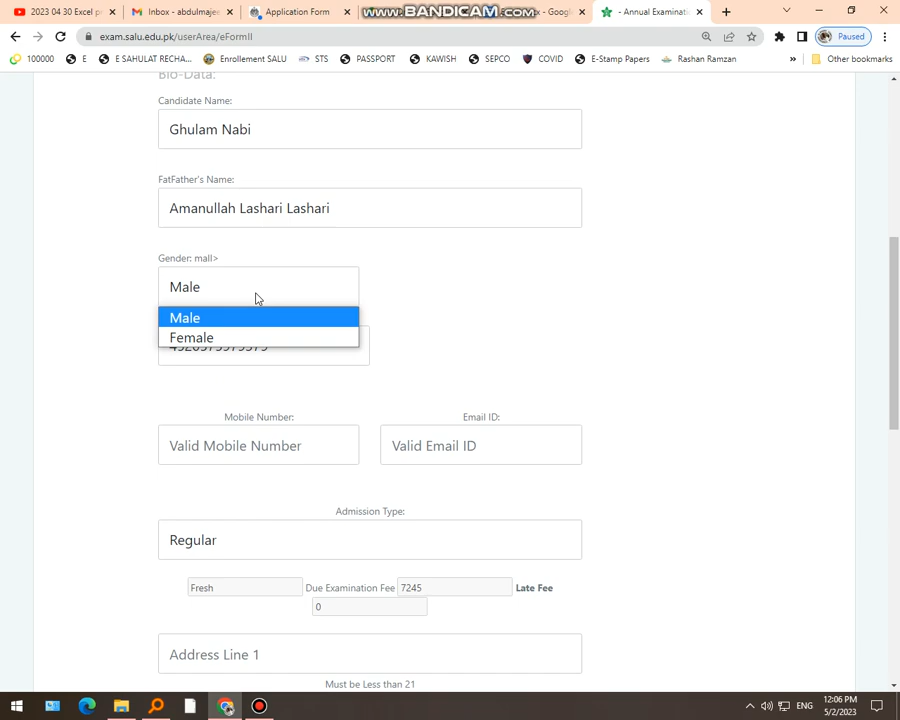 2023 04 30 Excel p
Inbox - abdulmajee
Application Form
WWW.BANDICAM.COM
x - Goog
- Annual Examinati
exam.salu.edu.pk/userArea/eFormII
Paused
100000
E
E SAHULAT RECHA...
Enrollement SALU
STS
PASSPORT
KAWISH
SEPCO
COVID
E-Stamp Papers
Rashan Ramzan
»
Other bookmarks
Bio-Data:
Candidate Name:
Ghulam Nabi
FatFather's Name:
Amanullah Lashari Lashari
Gender: mall>
Male
Male
Female
Mobile Number:
Email ID:
Valid Mobile Number
Valid Email ID
Admission Type:
Regular
Fresh
Due Examination Fee
7245
Late Fee
0
Address Line 1
Must be Less than 21
ENG
12:06 PM
5/2/2023